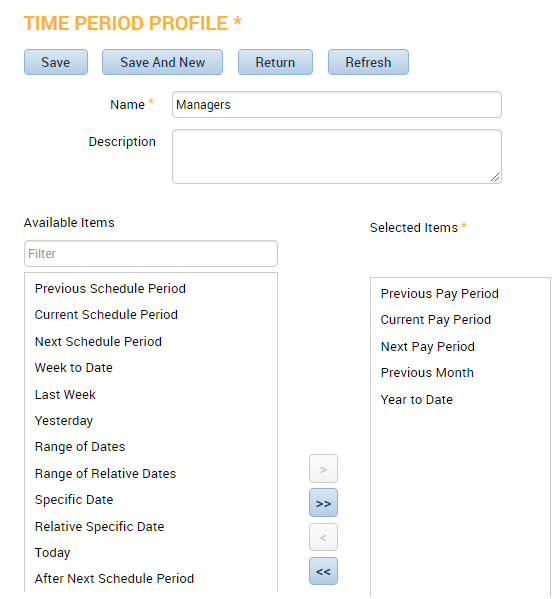 TIME PERIOD PROFILE *
Save Save And New Return Refresh
Name * Managers
Description
Available Items
Selected Items *
Filter
Previous Schedule Period
Current Schedule Period
Next Schedule Period
Week to Date
Last Week
Yesterday
Range of Dates
Range of Relative Dates
Specific Date
Relative Specific Date
Today
After Next Schedule Period
>
>>
<
<<
Previous Pay Period
Current Pay Period
Next Pay Period
Previous Month
Year to Date